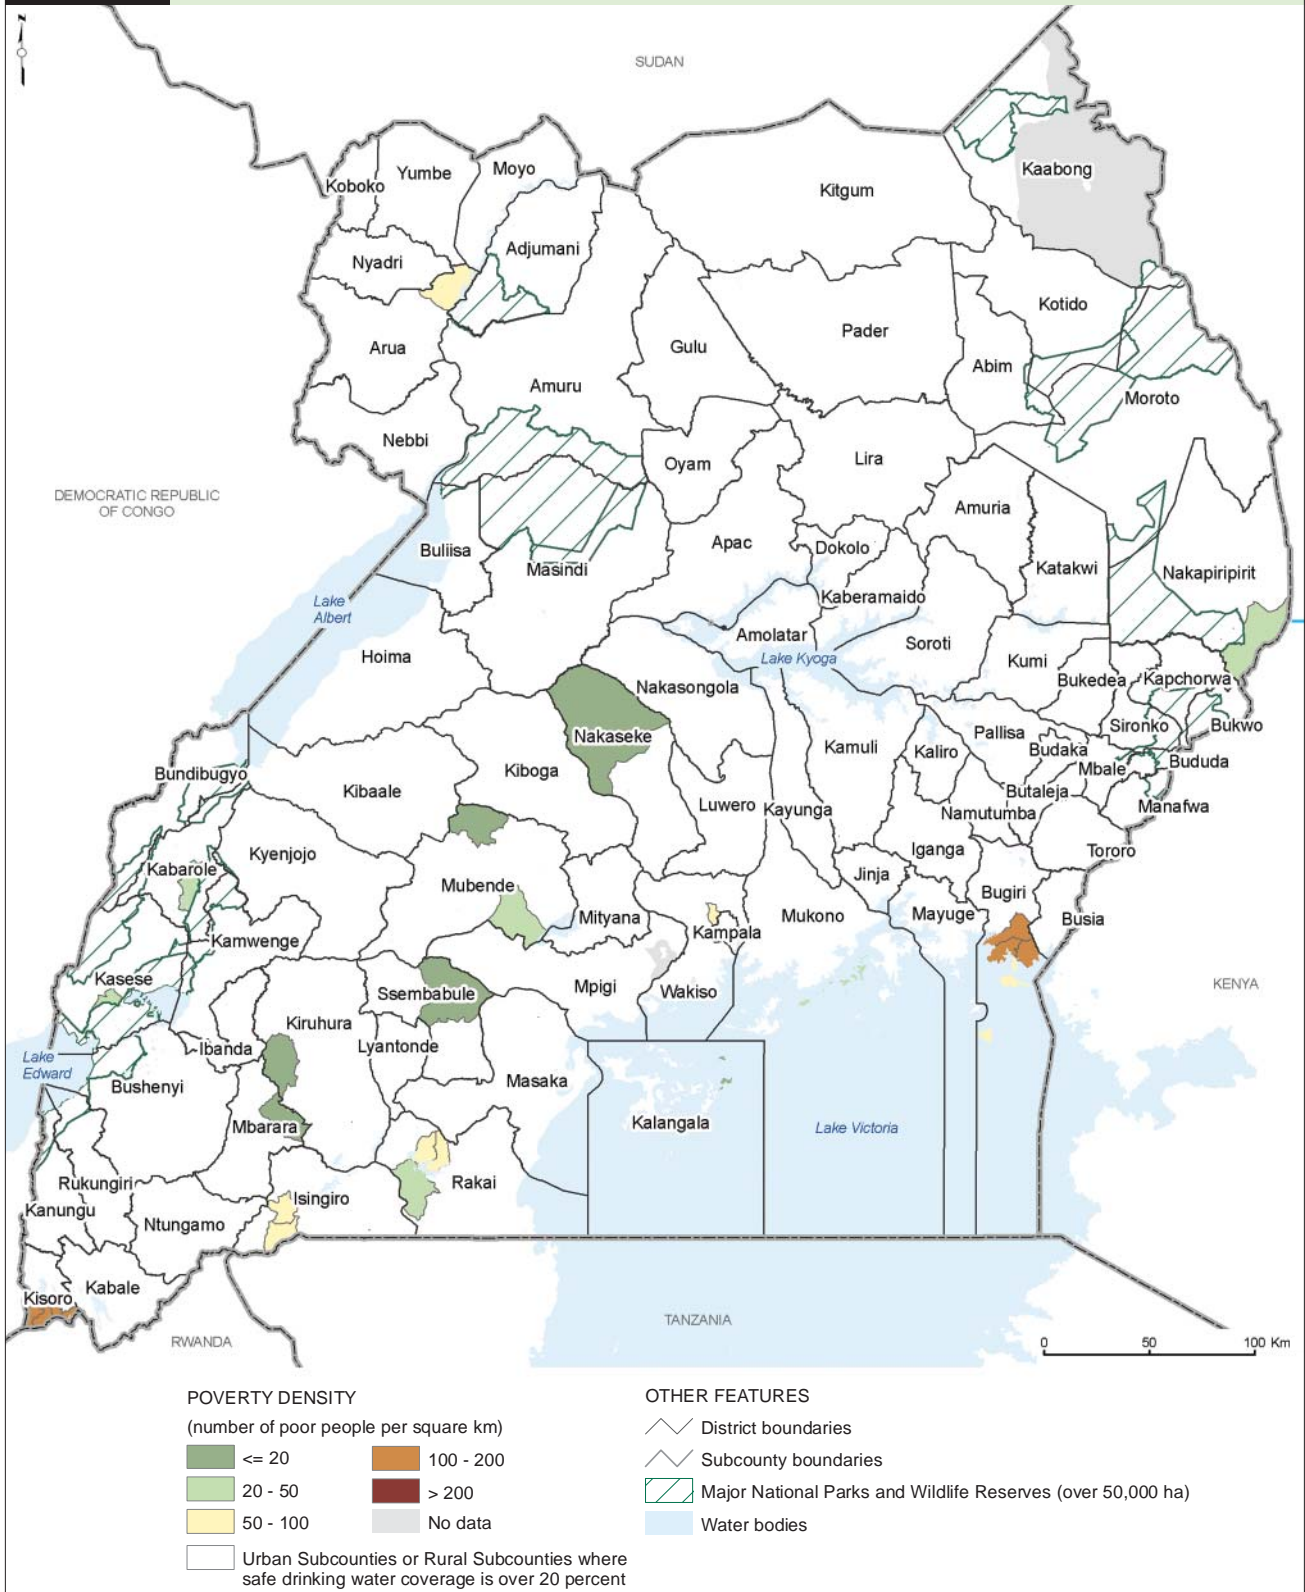 N
SUDAN
Kaabong
Koboko
Yumbe
Moyo
Kitgum
Nyadri
Adjumani
Kotido
Arua
Gulu
Pader
Abim
Amuru
Moroto
Nebbi
Oyam
Lira
DEMOCRATIC REPUBLIC
OF CONGO
Amuria
Buliisa
Apac
Dokolo
Masindi
Katakwi
Nakapiripirit
Lake
Albert
Kaberamaido
Amolatar
Soroti
Hoima
Lake Kyoga
Kumi
Bukedea
Kapchorwa
Nakasongola
Nakaseke
Pallisa
Sironko
Bukwo
Kamuli
Kaliro
Budaka
Bundibugyo
Kiboga
Mbale
Bududa
Kibaale
Butaleja
Luwero
Kayunga
Namutumba
Manafwa
Kyenjojo
Iganga
Tororo
Kabarole
Mubende
Jinja
Bugiri
Mityana
Mukono
Mayuge
Busia
Kampala
Kamwenge
Kasese
Ssembabule
Mpigi
Wakiso
KENYA
Kiruhura
Ibanda
Lyantonde
Lake
Edward
Bushenyi
Masaka
Mbarara
Kalangala
Lake Victoria
Rukungiri
Rakai
Kanungu
Isingiro
Ntungamo
Kabale
Kisoro
TANZANIA
RWANDA
0 50 100 Km
POVERTY DENSITY
(number of poor people per square km)
<= 20
20 - 50
50 - 100
100 - 200
> 200
No data
Urban Subcounties or Rural Subcounties where
safe drinking water coverage is over 20 percent
OTHER FEATURES
District boundaries
Subcounty boundaries
Major National Parks and Wildlife Reserves (over 50,000 ha)
Water bodies